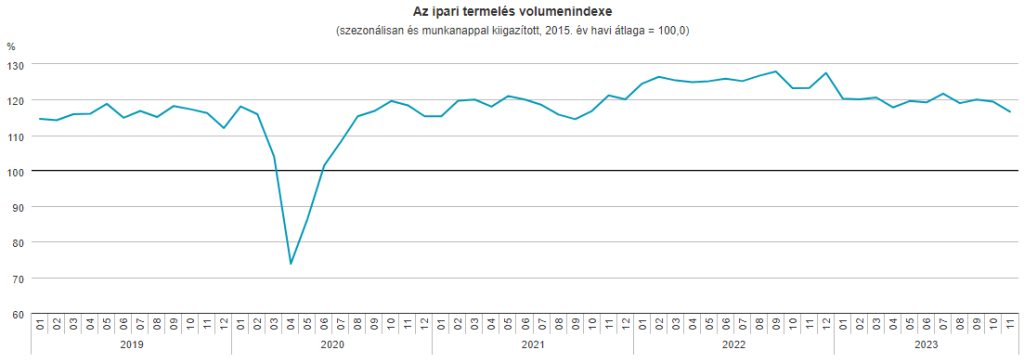 Az ipari termelés volumenindexe
(szezonálisan és munkanappal kiigazított, 2015. év havi átlaga = 100,0)
%
130
120
110
100
90
80
70
60
01 02 03 04 05 06 07 08 09 10 11 12 01 02 03 04 05 06 07 08 09 10 11 12 01 02 03 04 05 06 07 08 09 10 11 12 01 02 03 04 05 06 07 08 09 10 11 12 01 02 03 04 05 06 07 08 09 10 11
2019 2020 2021 2022 2023